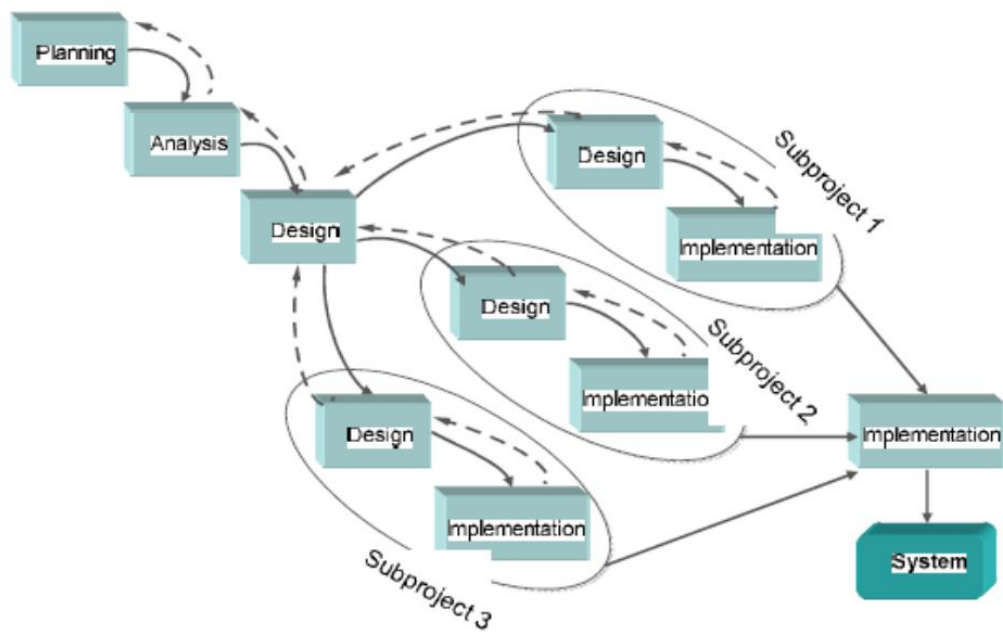 Planning
Analysis
Design
Design
Implementation
Subproject 1
Design
Implementatio
Subproject 2
Design
Implementation
Subproject 3
Implementation
System